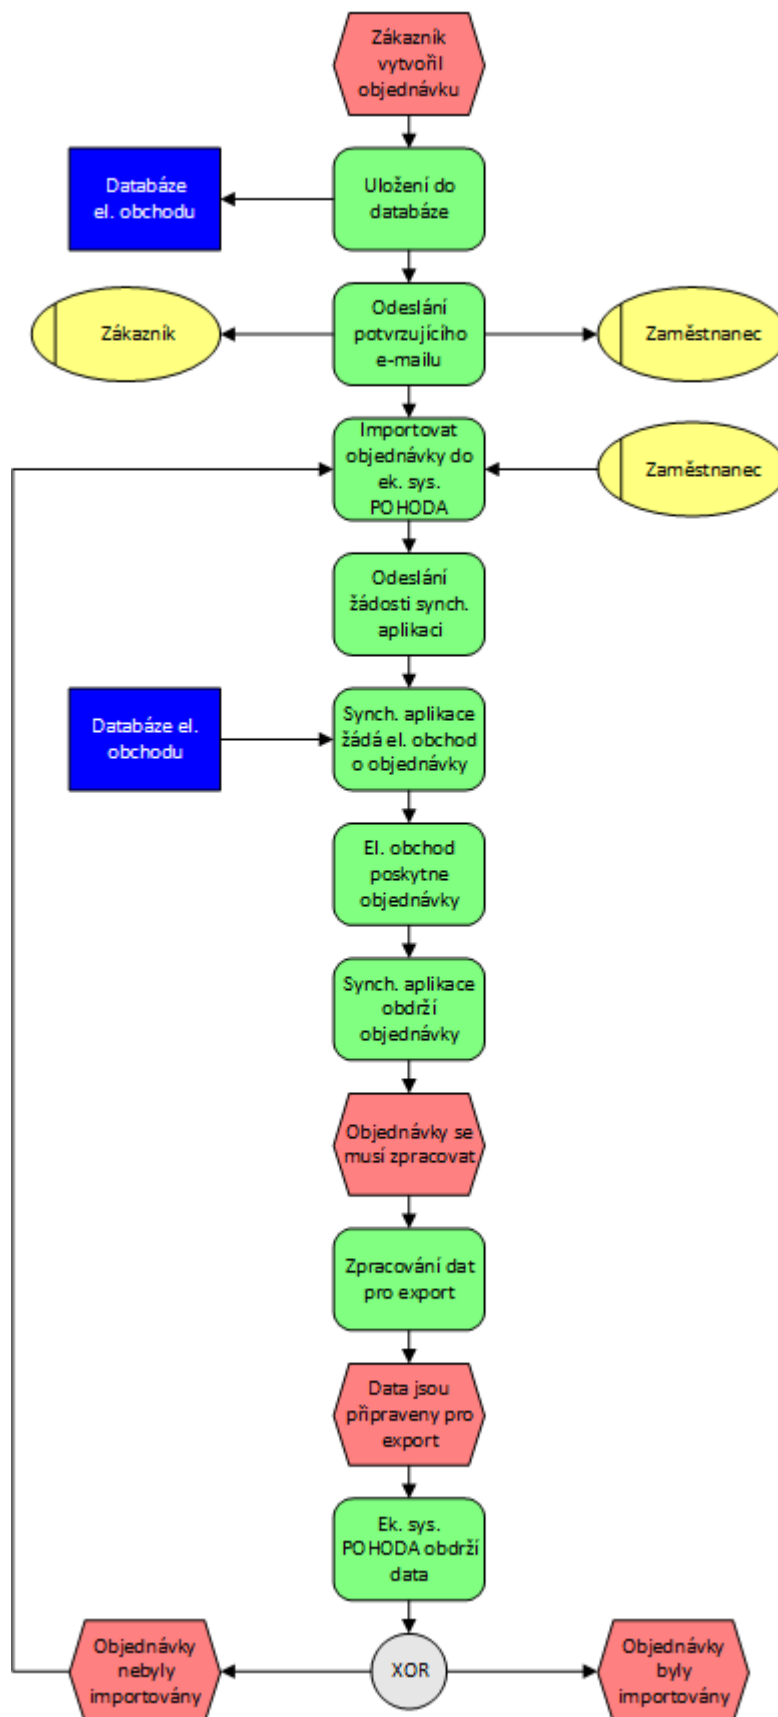 Zákazník
vytvořil
objednávku
Databáze
el. obchodu
Uložení do
databáze
Zákazník
Odeslání
potvrzujícího
e-mailu
Zaměstnanec
Importovat
objednávky do
ek. sys.
POHODA
Zaměstnanec
Odeslání
žádosti synch.
aplikaci
Databáze el.
obchodu
Synch. aplikace
žádá el. obchod
o objednávky
El. obchod
poskytne
objednávky
Synch. aplikace
obdrží
objednávky
Objednávky se
musí zpracovat
Zpracování dat
pro export
Data jsou
připraveny pro
export
Ek. sys.
POHODA obdrží
data
Objednávky
nebyly
importovány
XOR
Objednávky
byly
importovány